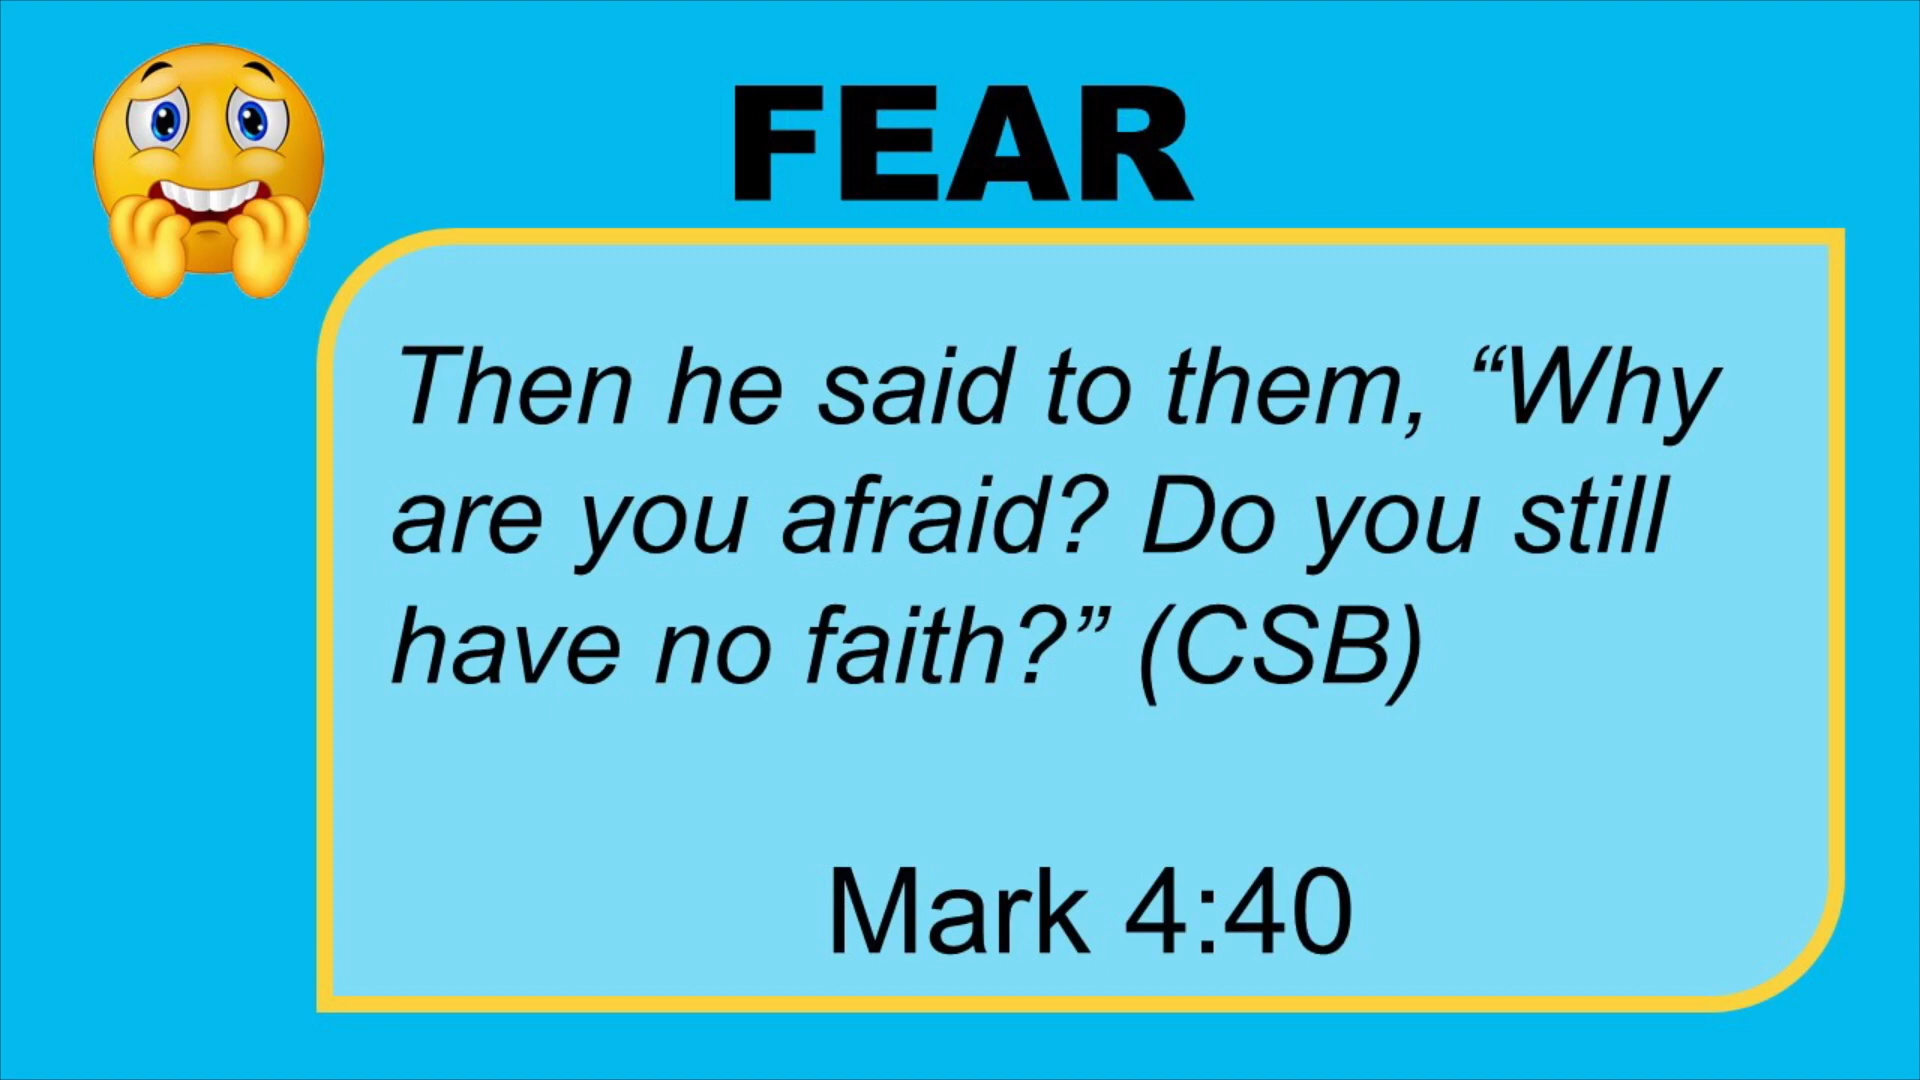 FEAR
Then he said to them, “Why
are you afraid? Do you still
have no faith?” (CSB)
Mark 4:40